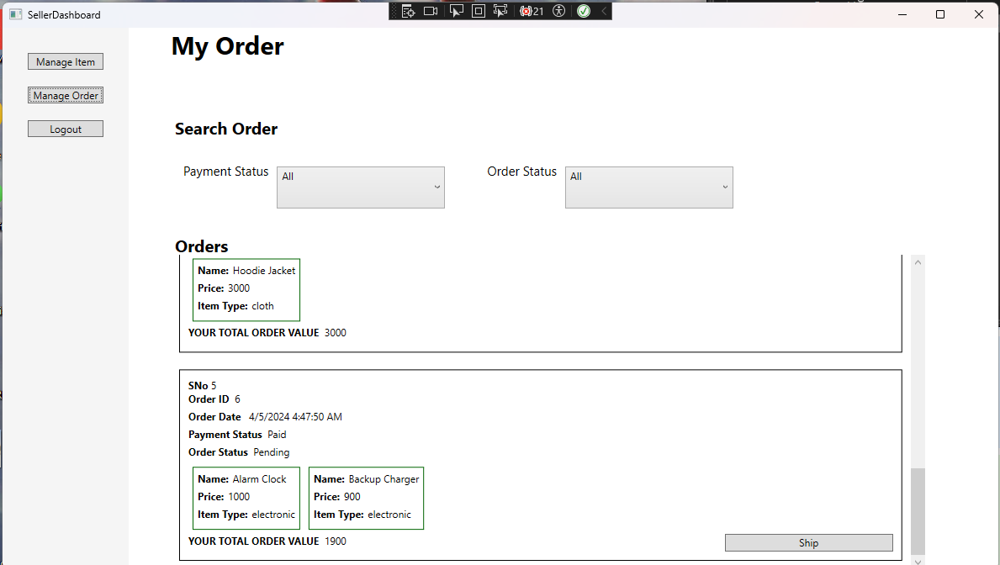 SellerDashboard
21
Manage Item
Manage Order
Logout
My Order
Search Order
Payment Status All
Order Status All
Orders
Name: Hoodie Jacket
Price: 3000
Item Type: cloth
YOUR TOTAL ORDER VALUE 3000
SNo 5
Order ID 6
Order Date 4/5/2024 4:47:50 AM
Payment Status Paid
Order Status Pending
Name: Alarm Clock
Price: 1000
Item Type: electronic
Name: Backup Charger
Price: 900
Item Type: electronic
YOUR TOTAL ORDER VALUE 1900
Ship